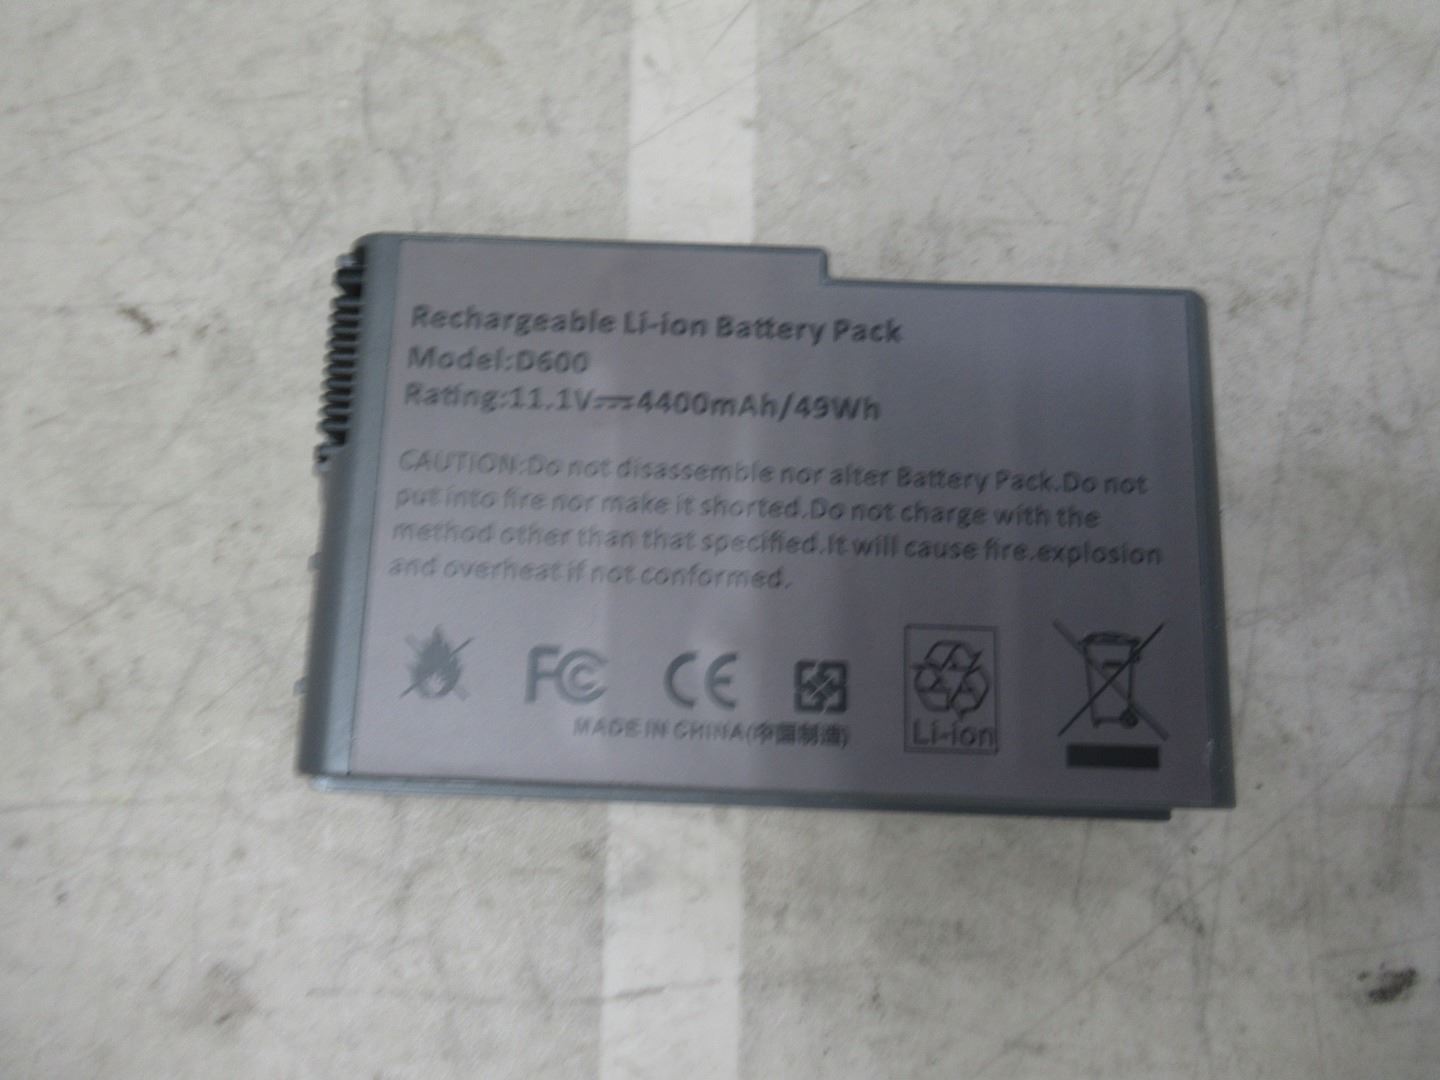 Rechargeable Li-ion Battery Pack
Model:D600
Rating:11.1V⎓4400mAh/49Wh
CAUTION:Do not disassemble nor alter Battery Pack.Do not
put into fire nor make it shorted.Do not charge with the
method other than that specified.It will cause fire.explosion
and overheat if not conformed.
FC CE
Li-ion
MADE IN CHINA(中国制造)